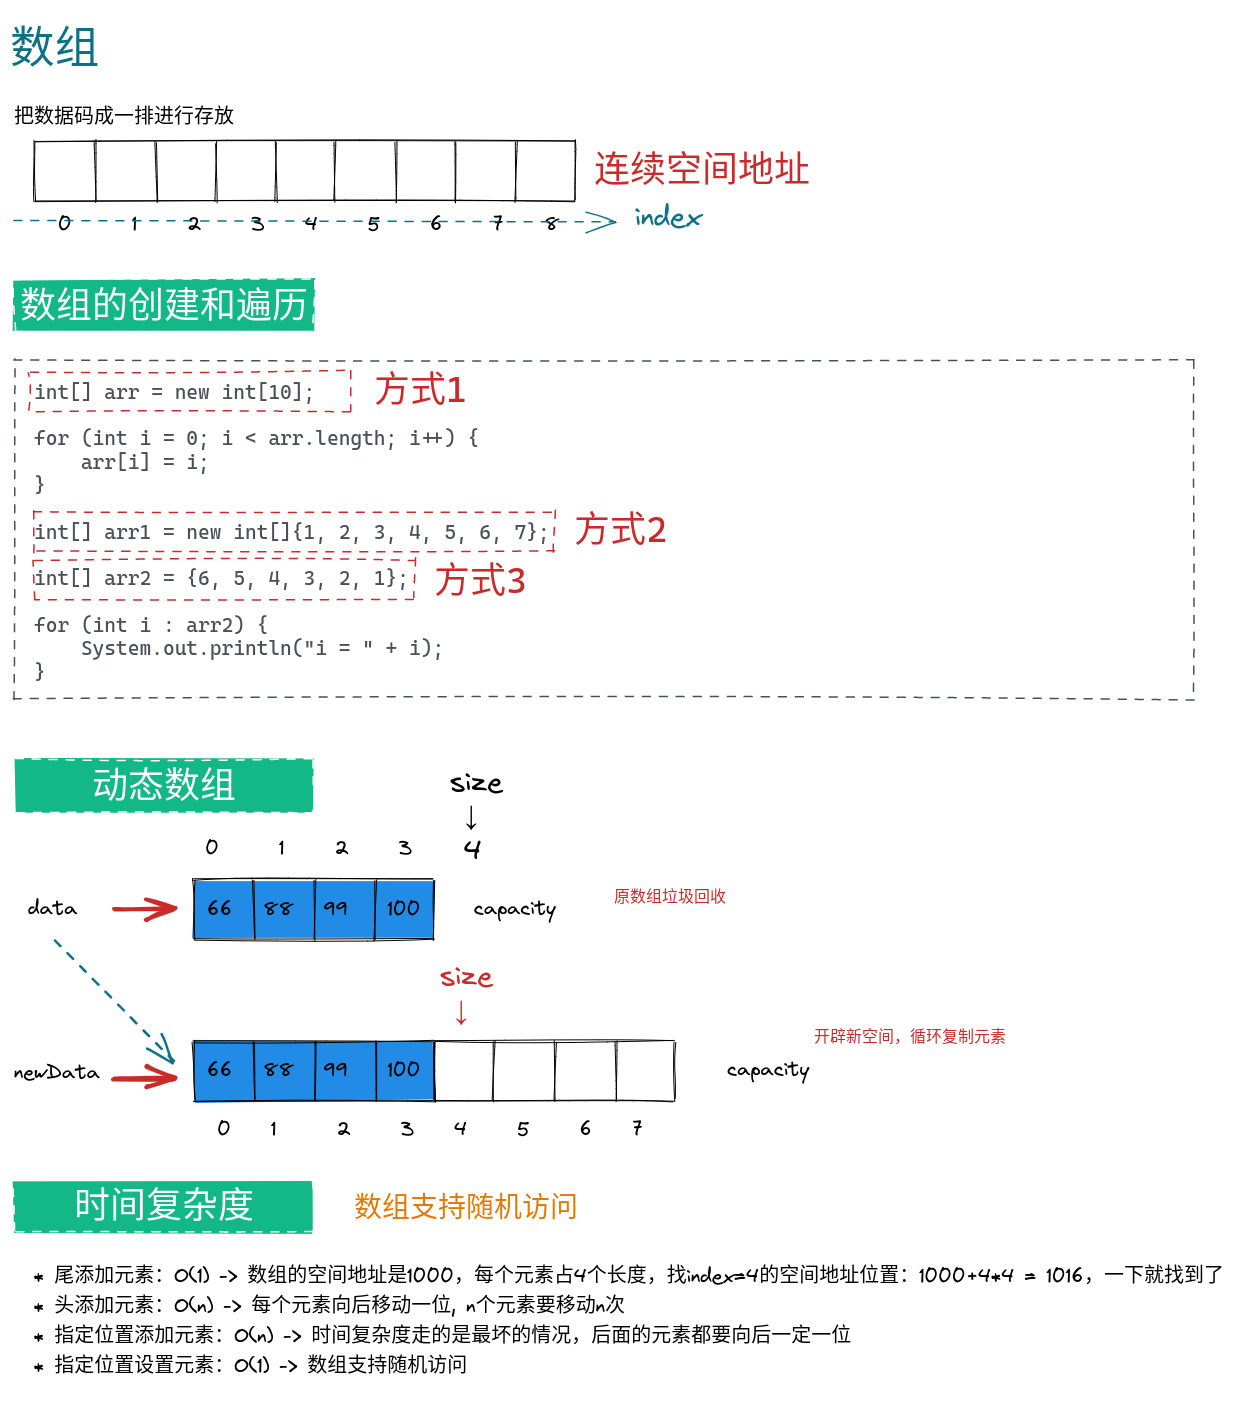 数组
把数据码成一排进行存放
连续空间地址
0 1 2 3 4 5 6 7 8
index
数组的创建和遍历
int[] arr = new int[10];
方式1
for (int i = 0; i < arr.length; i++) {
arr[i] = i;
}
int[] arr1 = new int[]{1, 2, 3, 4, 5, 6, 7};
方式2
int[] arr2 = {6, 5, 4, 3, 2, 1};
方式3
for (int i : arr2) {
System.out.println("i = " + i);
}
动态数组
size
↓
0 1 2 3 4
data
66 88 99 100
capacity
原数组垃圾回收
size
↓
开辟新空间，循环复制元素
newData
66 88 99 100
capacity
0 1 2 3 4 5 6 7
时间复杂度
数组支持随机访问
* 尾添加元素：O(1) -> 数组的空间地址是1000，每个元素占4个长度，找index=4的空间地址位置：1000+4*4 = 1016，一下就找到了
* 头添加元素：O(n) -> 每个元素向后移动一位, n个元素要移动n次
* 指定位置添加元素：O(n) -> 时间复杂度走的是最坏的情况，后面的元素都要向后一定一位
* 指定位置设置元素：O(1) -> 数组支持随机访问